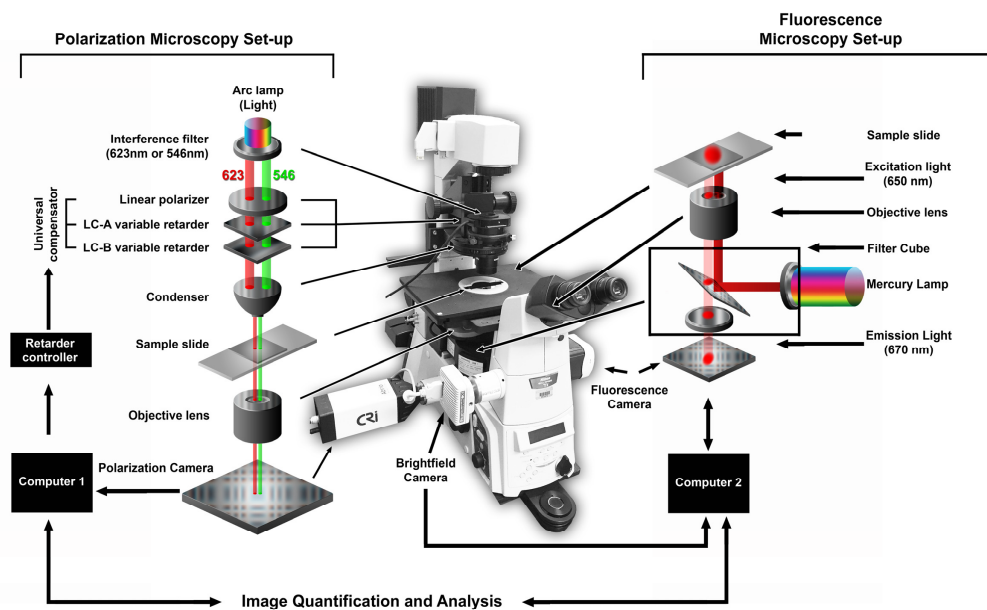 Polarization Microscopy Set-up
Fluorescence
Microscopy Set-up
Arc lamp
(Light)
Interference filter
(623nm or 546nm)
623
546
Linear polarizer
LC-A variable retarder
LC-B variable retarder
Universal
compensator
Condenser
Retarder
controller
Sample slide
Objective lens
Polarization Camera
Computer 1
CRi
Brightfield
Camera
Fluorescence
Camera
Sample slide
Excitation light
(650 nm)
Objective lens
Filter Cube
Mercury Lamp
Emission Light
(670 nm)
Computer 2
Image Quantification and Analysis